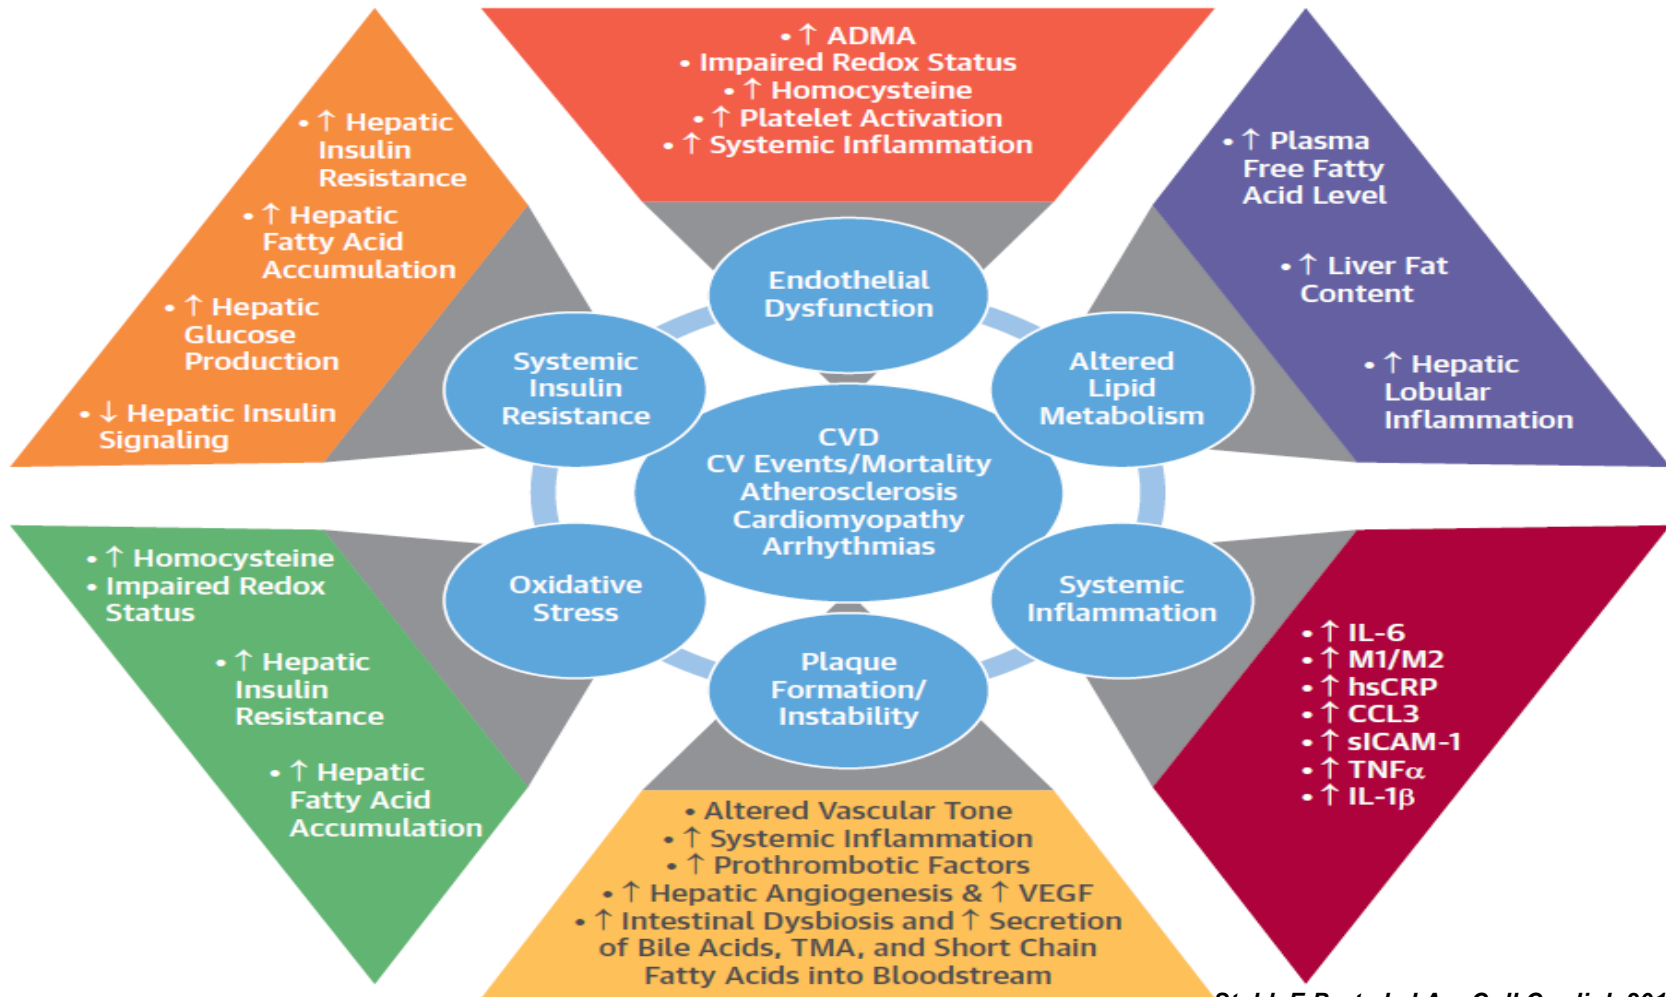 • ↑ ADMA
• Impaired Redox Status
• ↑ Homocysteine
• ↑ Platelet Activation
• ↑ Systemic Inflammation
• ↑ Hepatic
Insulin
Resistance
• ↑ Hepatic
Fatty Acid
Accumulation
• ↑ Hepatic
Glucose
Production
• ↓ Hepatic Insulin
Signaling
• ↑ Plasma
Free Fatty
Acid Level
• ↑ Liver Fat
Content
• ↑ Hepatic
Lobular
Inflammation
Endothelial
Dysfunction
Systemic
Insulin
Resistance
Altered
Lipid
Metabolism
CVD
CV Events/Mortality
Atherosclerosis
Cardiomyopathy
Arrhythmias
Oxidative
Stress
Systemic
Inflammation
Plaque
Formation/
Instability
• ↑ Homocysteine
• Impaired Redox
Status
• ↑ Hepatic
Insulin
Resistance
• ↑ Hepatic
Fatty Acid
Accumulation
• ↑ IL-6
• ↑ M1/M2
• ↑ hsCRP
• ↑ CCL3
• ↑ sICAM-1
• ↑ TNFα
• ↑ IL-1β
• Altered Vascular Tone
• ↑ Systemic Inflammation
• ↑ Prothrombotic Factors
• ↑ Hepatic Angiogenesis & ↑ VEGF
• ↑ Intestinal Dysbiosis and ↑ Secretion
of Bile Acids, TMA, and Short Chain
Fatty Acids into Bloodstream